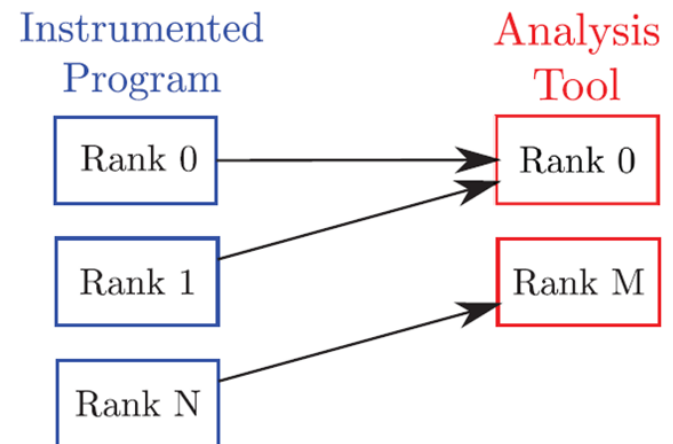 Instrumented
Program
Analysis
Tool
Rank 0
Rank 0
Rank 1
Rank M
Rank N